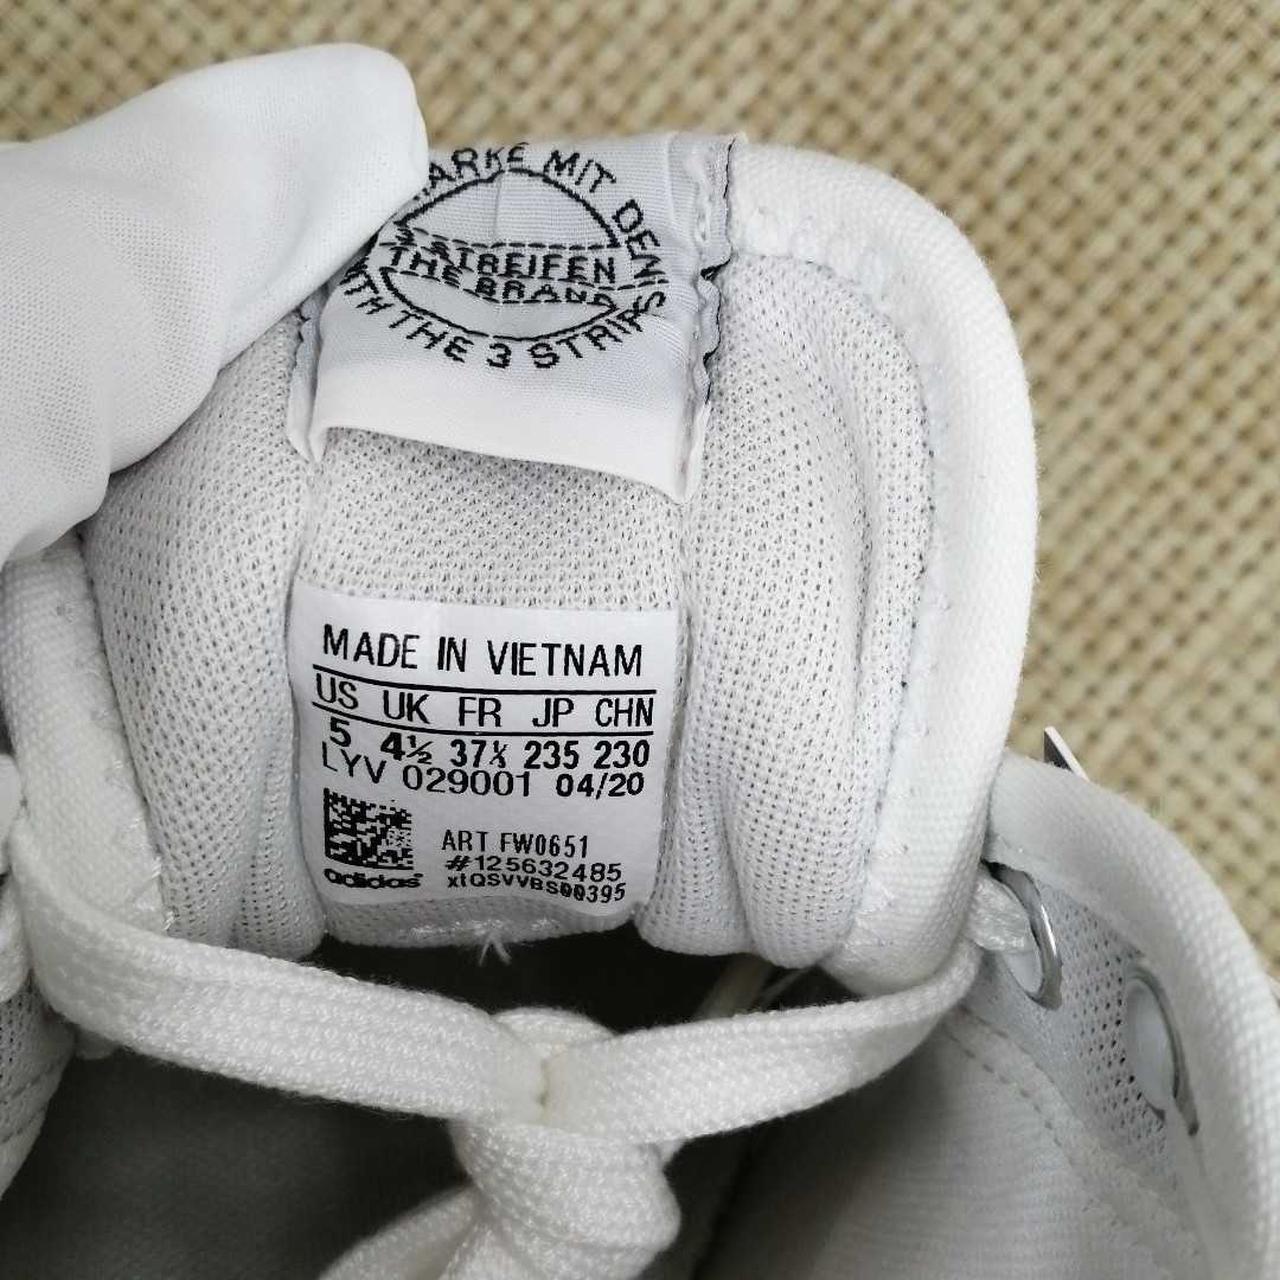 MARKE MIT DEN
3 STREIFEN
THE BRAND
WITH THE 3 STRIPES
MADE IN VIETNAM
US UK FR JP CHN
5 4½ 37⅓ 235 230
LYV 029001 04/20
ART FW0651
#125632485
adidas